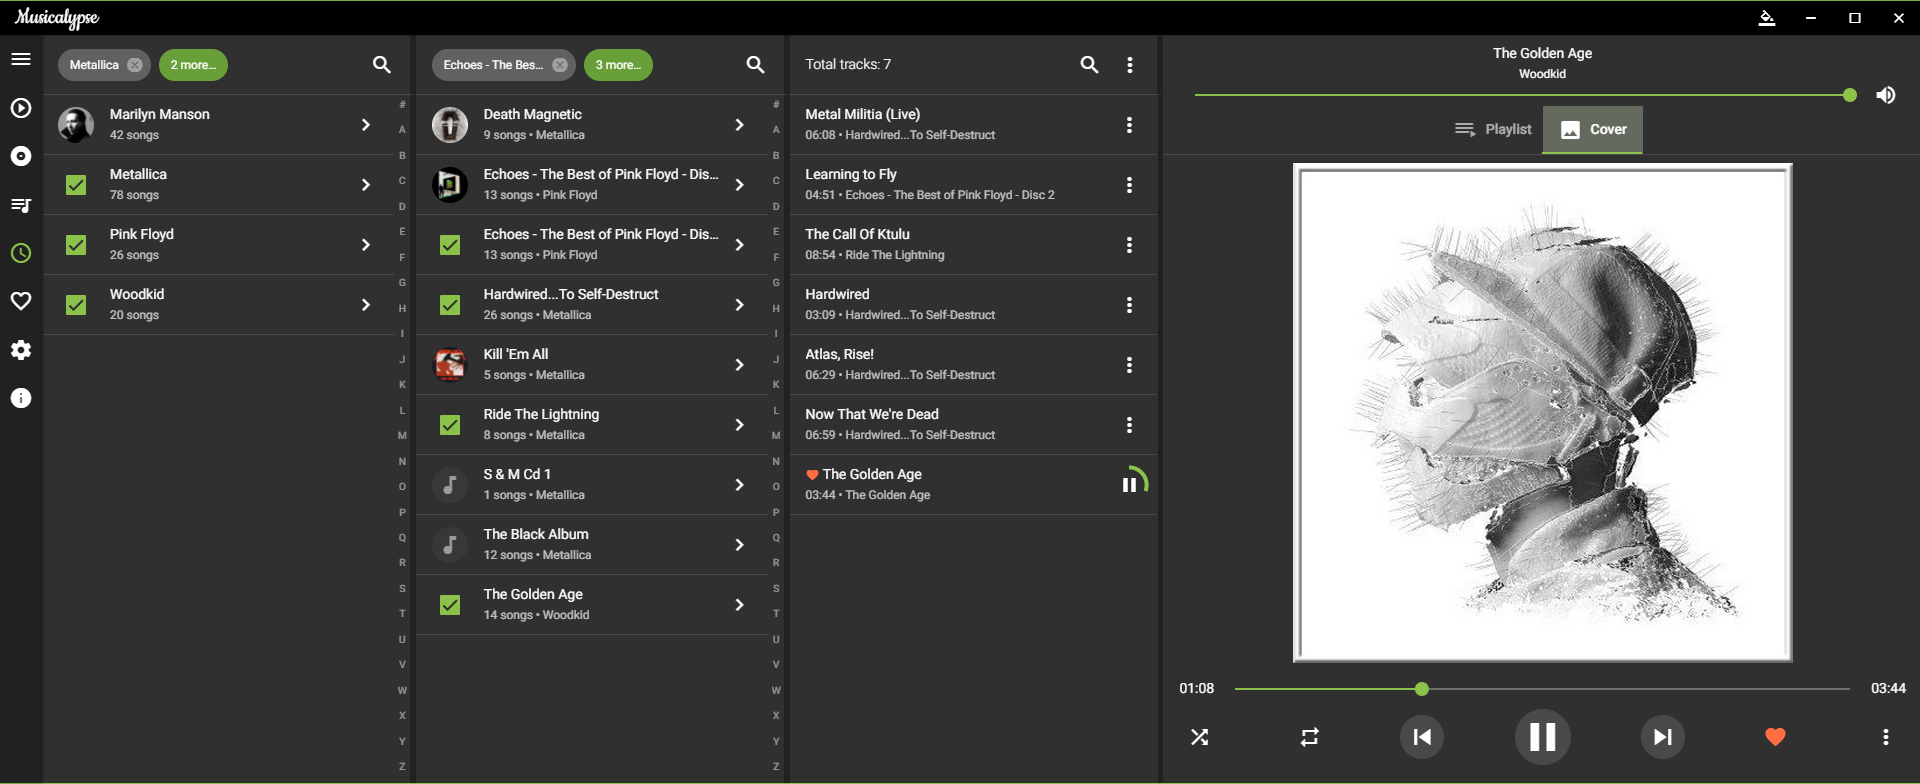 Musicalypse
Metallica
2 more...
Marilyn Manson
42 songs
Metallica
78 songs
Pink Floyd
26 songs
Woodkid
20 songs
#
A
B
C
D
E
F
G
H
I
J
K
L
M
N
O
P
Q
R
S
T
U
V
W
X
Y
Z
Echoes - The Bes...
3 more...
Death Magnetic
9 songs • Metallica
Echoes - The Best of Pink Floyd - Disc...
13 songs • Pink Floyd
Echoes - The Best of Pink Floyd - Disc...
13 songs • Pink Floyd
Hardwired...To Self-Destruct
26 songs • Metallica
Kill 'Em All
5 songs • Metallica
Ride The Lightning
8 songs • Metallica
S & M Cd 1
1 songs • Metallica
The Black Album
12 songs • Metallica
The Golden Age
14 songs • Woodkid
#
A
B
C
D
E
F
G
H
I
J
K
L
M
N
O
P
Q
R
S
T
U
V
W
X
Y
Z
Total tracks: 7
Metal Militia (Live)
06:08 • Hardwired...To Self-Destruct
Learning to Fly
04:51 • Echoes - The Best of Pink Floyd - Disc 2
The Call Of Ktulu
08:54 • Ride The Lightning
Hardwired
03:09 • Hardwired...To Self-Destruct
Atlas, Rise!
06:29 • Hardwired...To Self-Destruct
Now That We're Dead
06:59 • Hardwired...To Self-Destruct
The Golden Age
03:44 • The Golden Age
The Golden Age
Woodkid
Playlist
Cover
01:08
03:44